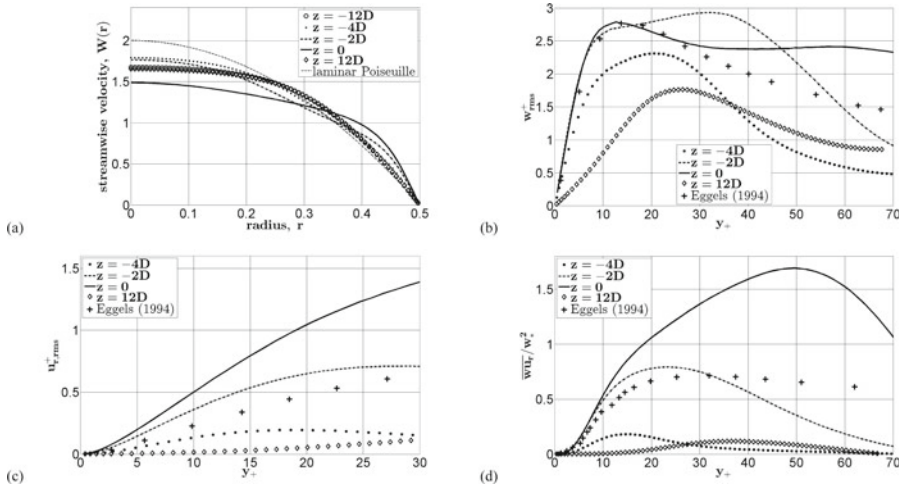 (a)
streamwise velocity, W(r)
2.5
2
1.5
1
0.5
0
0 0.1 0.2 0.3 0.4 0.5
radius, r
z = −12D
z = −4D
z = −2D
z = 0
z = 12D
laminar Poiseuille
(b)
w+rms
3
2.5
2
1.5
1
0.5
0
0 10 20 30 40 50 60 70
y+
z = −4D
z = −2D
z = 0
z = 12D
Eggels (1994)
(c)
u+r,rms
1.5
1
0.5
0
0 5 10 15 20 25 30
y+
z = −4D
z = −2D
z = 0
z = 12D
Eggels (1994)
(d)
wur/w2*
1.5
1
0.5
0
0 10 20 30 40 50 60 70
y+
z = −4D
z = −2D
z = 0
z = 12D
Eggels (1994)